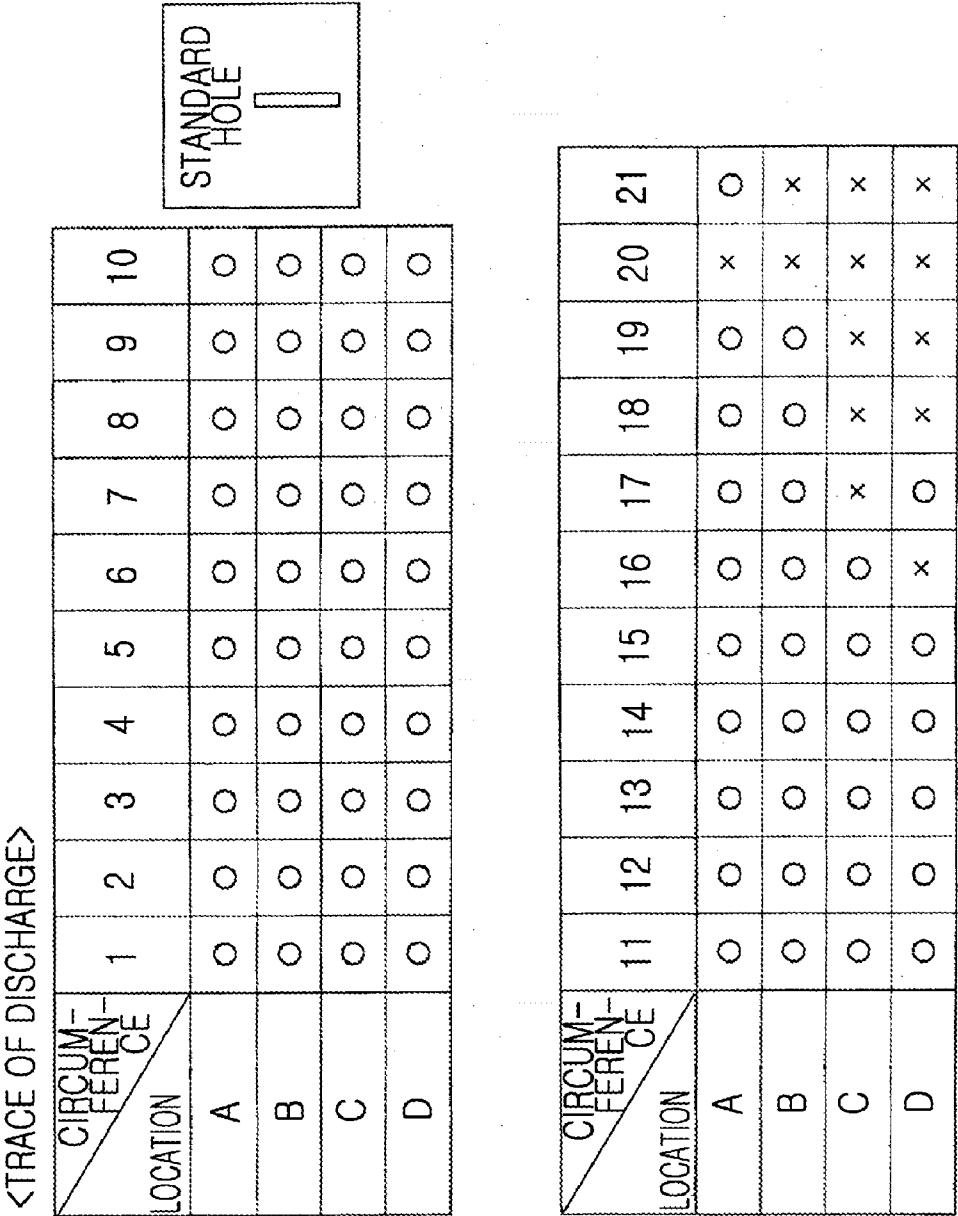 <TRACE OF DISCHARGE>
STANDARD
HOLE
CIRCUM-
FEREN-
CE
LOCATION
1 2 3 4 5 6 7 8 9 10
A ○ ○ ○ ○ ○ ○ ○ ○ ○ ○
B ○ ○ ○ ○ ○ ○ ○ ○ ○ ○
C ○ ○ ○ ○ ○ ○ ○ ○ ○ ○
D ○ ○ ○ ○ ○ ○ ○ ○ ○ ○
CIRCUM-
FEREN-
CE
LOCATION
11 12 13 14 15 16 17 18 19 20 21
A ○ ○ ○ ○ ○ ○ ○ ○ ○ × ○
B ○ ○ ○ ○ ○ ○ ○ ○ ○ × ×
C ○ ○ ○ ○ ○ ○ × × × × ×
D ○ ○ ○ ○ ○ × ○ × × × ×